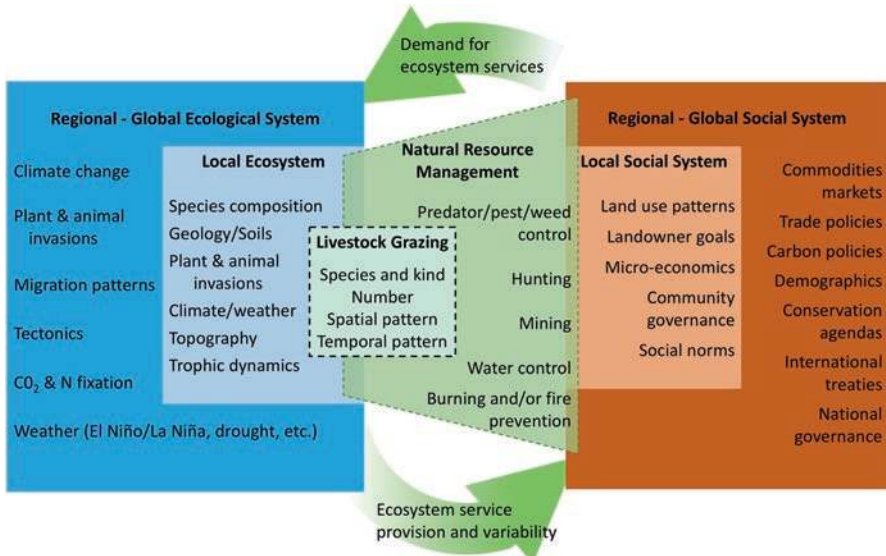 Demand for
ecosystem services
Regional - Global Ecological System
Climate change
Plant & animal
invasions
Migration patterns
Tectonics
C0₂ & N fixation
Weather (El Niño/La Niña, drought, etc.)
Local Ecosystem
Species composition
Geology/Soils
Plant & animal
invasions
Climate/weather
Topography
Trophic dynamics
Livestock Grazing
Species and kind
Number
Spatial pattern
Temporal pattern
Natural Resource
Management
Predator/pest/weed
control
Hunting
Mining
Water control
Burning and/or fire
prevention
Regional - Global Social System
Local Social System
Land use patterns
Landowner goals
Micro-economics
Community
governance
Social norms
Commodities
markets
Trade policies
Carbon policies
Demographics
Conservation
agendas
International
treaties
National
governance
Ecosystem service
provision and variability